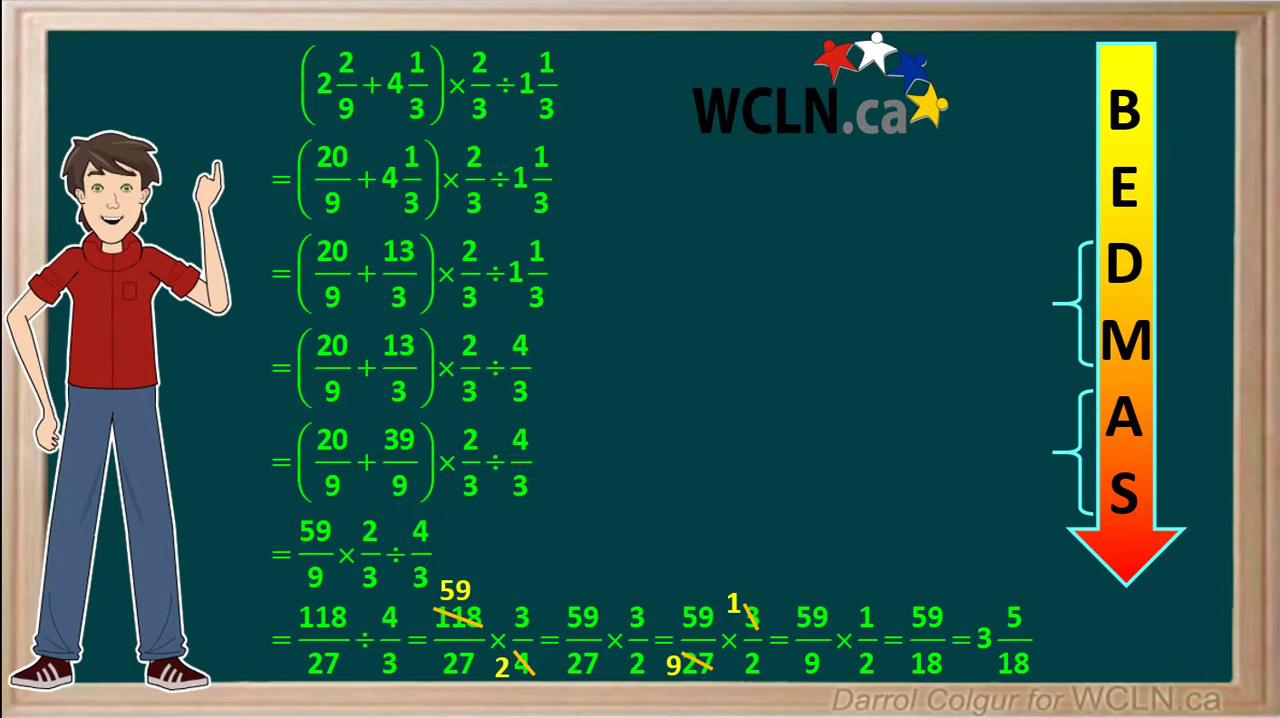 (2 2/9 + 4 1/3) × 2/3 ÷ 1 1/3
= (20/9 + 4 1/3) × 2/3 ÷ 1 1/3
= (20/9 + 13/3) × 2/3 ÷ 1 1/3
= (20/9 + 13/3) × 2/3 ÷ 4/3
= (20/9 + 39/9) × 2/3 ÷ 4/3
= 59/9 × 2/3 ÷ 4/3
59 1
= 118/27 ÷ 4/3 = 118/27 × 3/4 = 59/27 × 3/2 = 59/27 × 3/2 = 59/9 × 1/2 = 59/18 = 3 5/18
2 9
WCLN.ca
B
E
D
M
A
S
Darrol Colgur for WCLN.ca